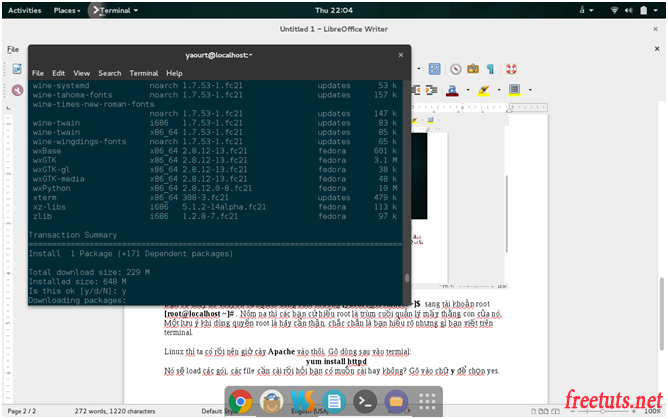 Activities Places Terminal Thu 22:04
Untitled 1 - LibreOffice Writer
File
yaourt@localhost:~
File Edit View Search Terminal Help
wine-systemd noarch 1.7.53-1.fc21 updates 53 k
wine-tahoma-fonts noarch 1.7.53-1.fc21 updates 157 k
wine-times-new-roman-fonts
noarch 1.7.53-1.fc21 updates 147 k
wine-twain i686 1.7.53-1.fc21 updates 83 k
wine-twain x86_64 1.7.53-1.fc21 updates 85 k
wine-wingdings-fonts noarch 1.7.53-1.fc21 updates 65 k
wxBase x86_64 2.8.12-13.fc21 fedora 601 k
wxGTK x86_64 2.8.12-13.fc21 fedora 3.1 M
wxGTK-gl x86_64 2.8.12-13.fc21 fedora 38 k
wxGTK-media x86_64 2.8.12-13.fc21 fedora 48 k
wxPython x86_64 2.8.12.0-8.fc21 fedora 10 M
xterm x86_64 308-3.fc21 updates 479 k
xz-libs i686 5.1.2-14alpha.fc21 fedora 113 k
zlib i686 1.2.8-7.fc21 fedora 97 k
Transaction Summary
Install 1 Package (+171 Dependent packages)
Total download size: 229 M
Installed size: 648 M
Is this ok [y/d/N]: y
Downloading packages:
~]$ sang tài khoản root
[root@localhost ~]# . Nôm na thì các bạn cứ hiểu root là trùm cuối quản lý mấy thằng con của nó.
Một lưu ý khi dùng quyền root là hãy cẩn thận, chắc chắn là bạn hiểu rõ những gì bạn viết trên
terminal.
Linux thì ta có rồi nên giờ cày Apache vào thôi. Gõ dòng sau vào termial:
yum install httpd
Nó sẽ load các gói, các file cần cài rồi hỏi bạn có muốn cài hay không? Gõ vào chữ y để chọn yes.
Page 2 / 2 272 words, 1220 characters Default Style English (USA)
freetuts.net